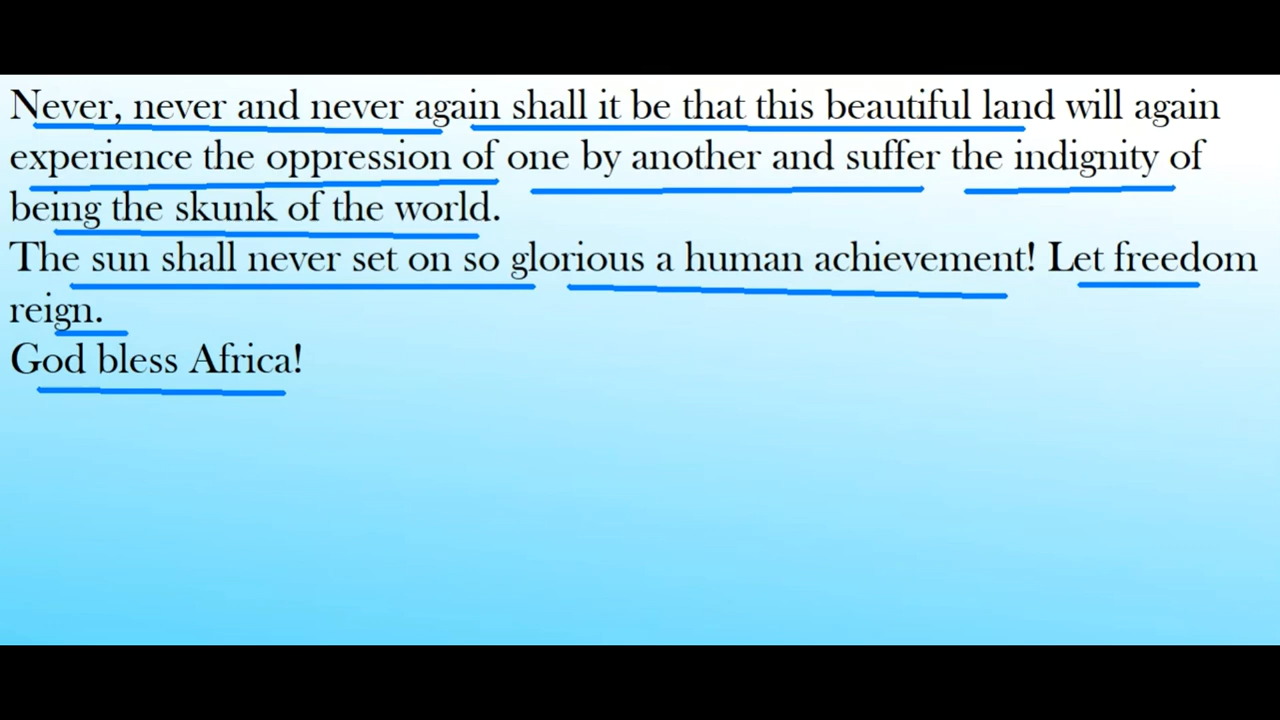 Never, never and never again shall it be that this beautiful land will again
experience the oppression of one by another and suffer the indignity of
being the skunk of the world.
The sun shall never set on so glorious a human achievement! Let freedom
reign.
God bless Africa!